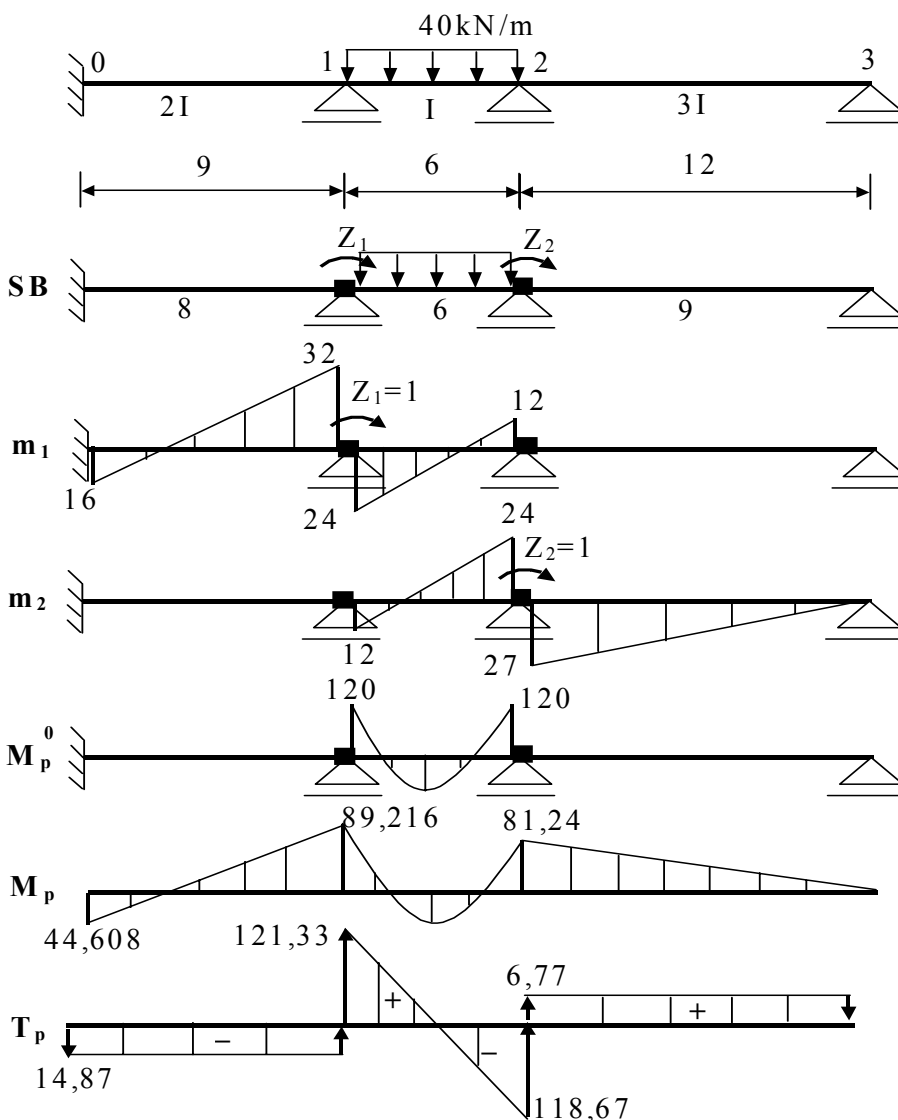 40kN/m
0 1 2 3
2I I 3I
9 6 12
Z₁ Z₂
SB
8 6 9
32
Z₁=1 12
m₁
16
24 24
Z₂=1
m₂
12 27
120 120
M⁰ₚ
89,216 81,24
Mₚ
44,608 121,33
6,77
+ +
Tₚ
− −
14,87
118,67